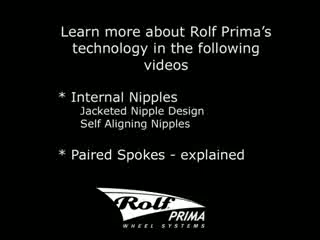 Learn more about Rolf Prima's
technology in the following
videos
* Internal Nipples
Jacketed Nipple Design
Self Aligning Nipples
* Paired Spokes - explained
Rolf
PRIMA
WHEEL SYSTEMS